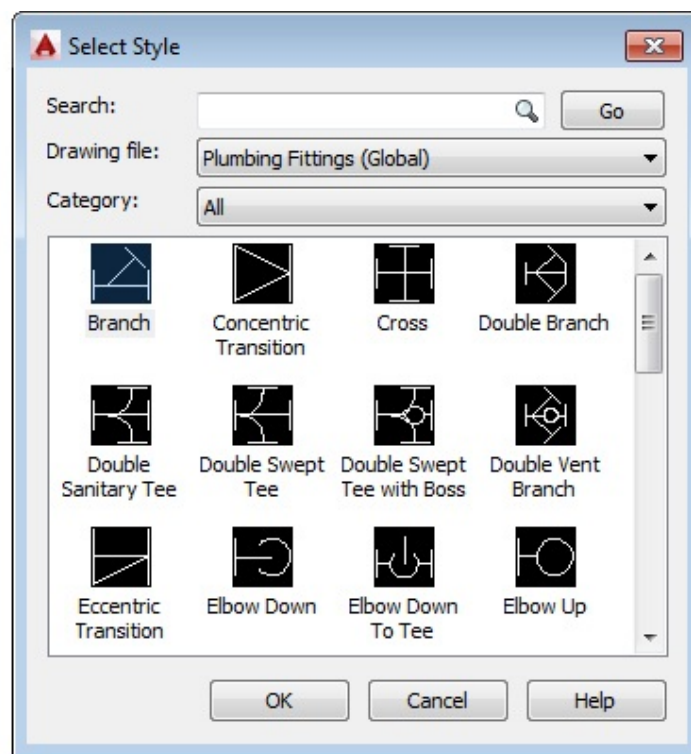 Select Style
Search:
Go
Drawing file:
Plumbing Fittings (Global)
Category:
All
Branch
Concentric
Transition
Cross
Double Branch
Double
Sanitary Tee
Double Swept
Tee
Double Swept
Tee with Boss
Double Vent
Branch
Eccentric
Transition
Elbow Down
Elbow Down
To Tee
Elbow Up
OK
Cancel
Help